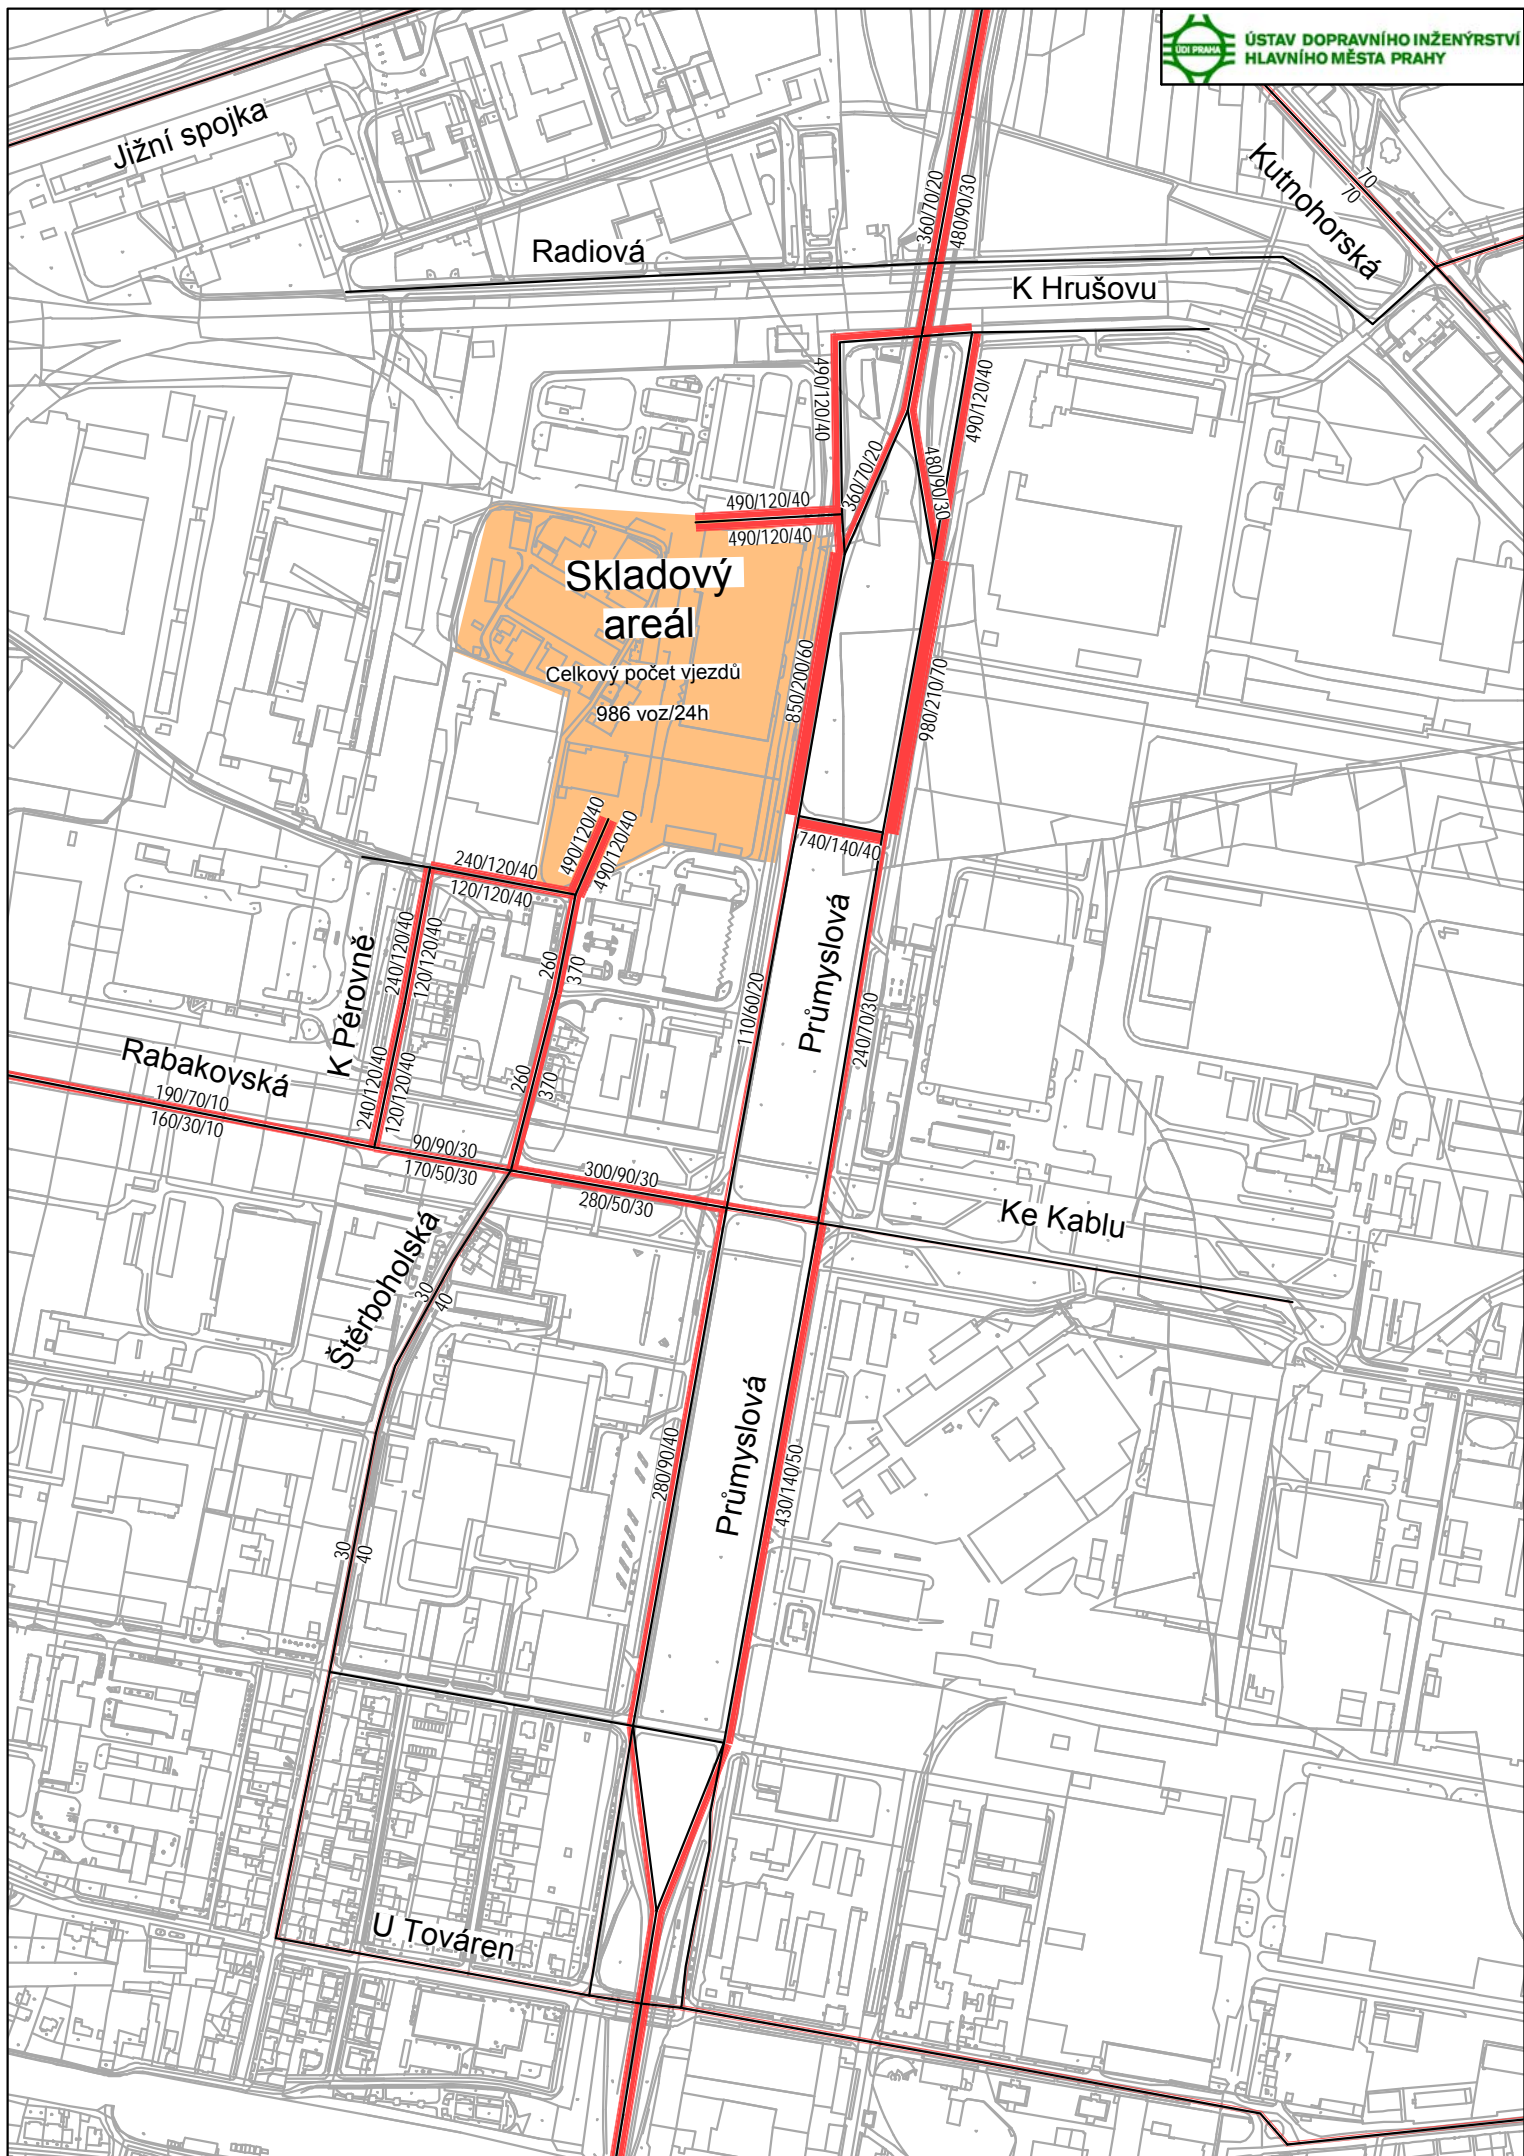 ÚDI PRAHA
ÚSTAV DOPRAVNÍHO INŽENÝRSTVÍ
HLAVNÍHO MĚSTA PRAHY
Jižní spojka
Kutnohorská
70
70
360/70/20
480/90/30
Radiová
K Hrušovu
490/120/40
490/120/40
360/70/20
480/90/30
490/120/40
490/120/40
Skladový
areál
Celkový počet vjezdů
986 voz/24h
850/200/60
980/210/70
490/120/40
490/120/40
740/140/40
240/120/40
120/120/40
240/120/40
120/120/40
K Pérovně
260
370
Průmyslová
110/60/20
240/70/30
Rabakovská
190/70/10
160/30/10
240/120/40
120/120/40
260
370
90/90/30
170/50/30
300/90/30
280/50/30
Ke Kablu
Štěrboholská
30
40
Průmyslová
280/90/40
430/140/50
30
40
U Továren